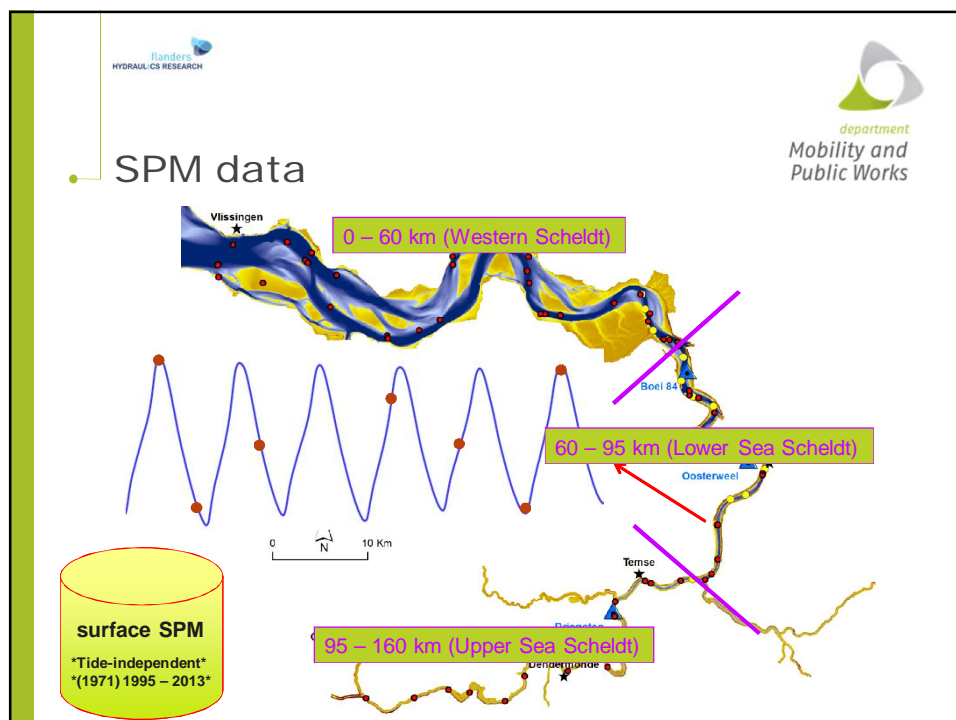 flanders
HYDRAULICS RESEARCH
department
Mobility and
Public Works
SPM data
Vlissingen
0 – 60 km (Western Scheldt)
Boei 84
60 – 95 km (Lower Sea Scheldt)
Oosterweel
0
N
10 Km
Temse
95 – 160 km (Upper Sea Scheldt)
Dendermonde
surface SPM
*Tide-independent*
*(1971) 1995 – 2013*